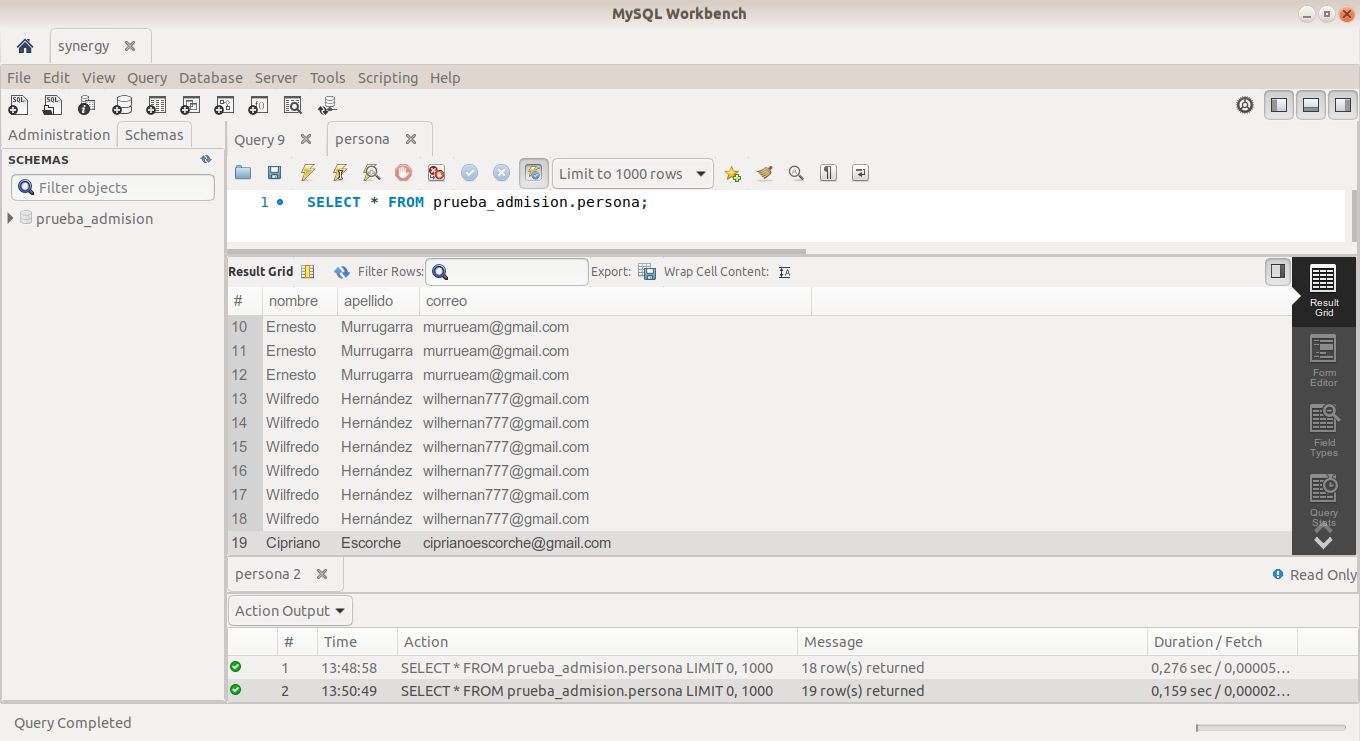 MySQL Workbench
synergy
File Edit View Query Database Server Tools Scripting Help
Administration Schemas
Query 9 persona
SCHEMAS
Filter objects
prueba_admision
Limit to 1000 rows
1 SELECT * FROM prueba_admision.persona;
Result Grid Filter Rows: Export: Wrap Cell Content:
# nombre apellido correo
10 Ernesto Murrugarra murrueam@gmail.com
11 Ernesto Murrugarra murrueam@gmail.com
12 Ernesto Murrugarra murrueam@gmail.com
13 Wilfredo Hernández wilhernan777@gmail.com
14 Wilfredo Hernández wilhernan777@gmail.com
15 Wilfredo Hernández wilhernan777@gmail.com
16 Wilfredo Hernández wilhernan777@gmail.com
17 Wilfredo Hernández wilhernan777@gmail.com
18 Wilfredo Hernández wilhernan777@gmail.com
19 Cipriano Escorche ciprianoescorche@gmail.com
Result
Grid
Form
Editor
Field
Types
Query
Stats
persona 2 Read Only
Action Output
# Time Action Message Duration / Fetch
1 13:48:58 SELECT * FROM prueba_admision.persona LIMIT 0, 1000 18 row(s) returned 0,276 sec / 0,00005...
2 13:50:49 SELECT * FROM prueba_admision.persona LIMIT 0, 1000 19 row(s) returned 0,159 sec / 0,00002...
Query Completed